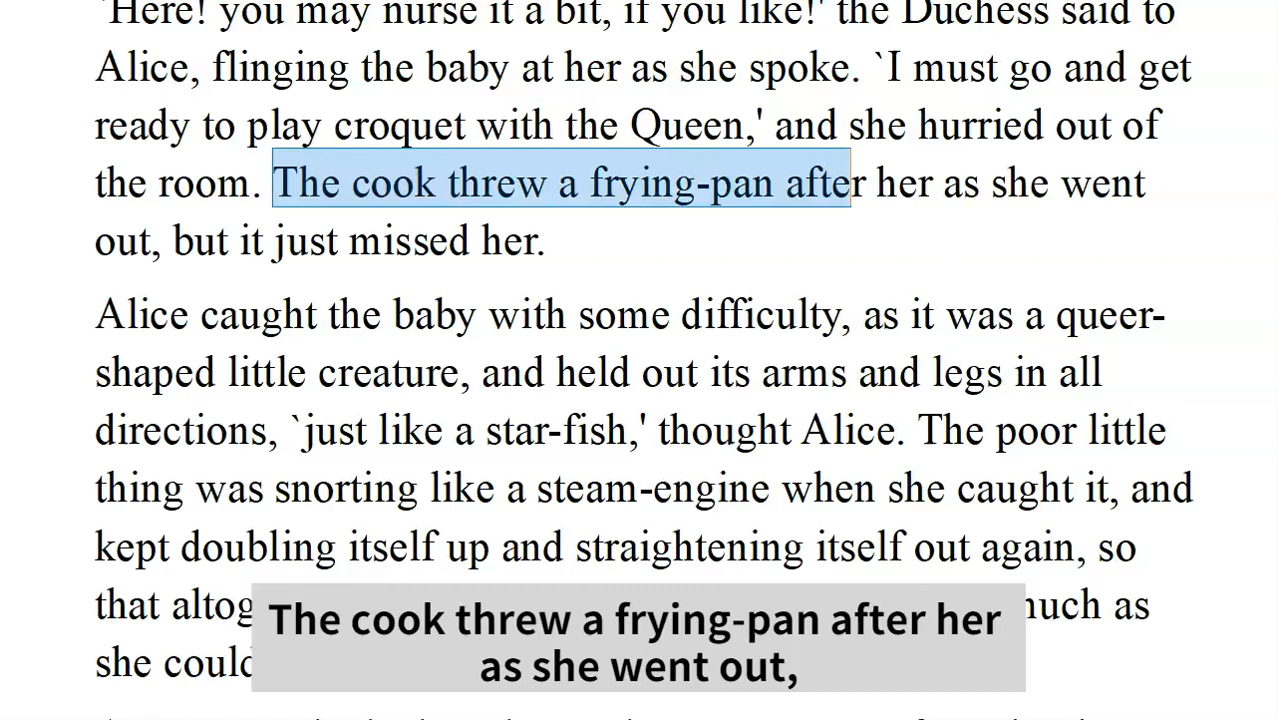 `Here! you may nurse it a bit, if you like!' the Duchess said to
Alice, flinging the baby at her as she spoke. `I must go and get
ready to play croquet with the Queen,' and she hurried out of
the room. The cook threw a frying-pan after her as she went
out, but it just missed her.
Alice caught the baby with some difficulty, as it was a queer-
shaped little creature, and held out its arms and legs in all
directions, `just like a star-fish,' thought Alice. The poor little
thing was snorting like a steam-engine when she caught it, and
kept doubling itself up and straightening itself out again, so
that as
she
The cook threw a frying-pan after her
as she went out,